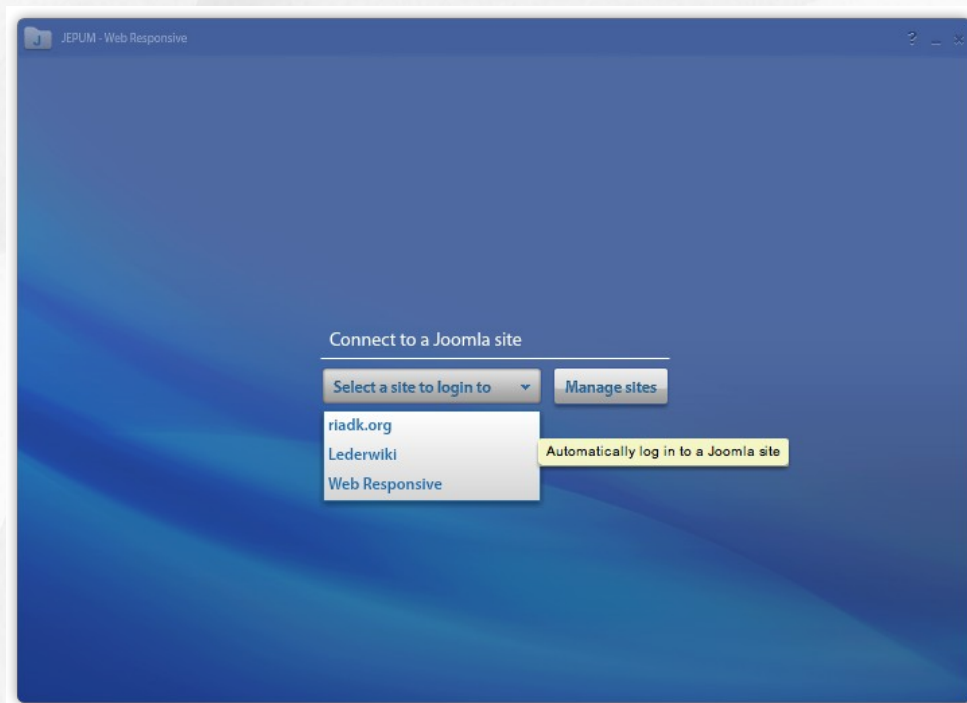 J JEPUM - Web Responsive ? _ ×
Connect to a Joomla site
Select a site to login to Manage sites
riadk.org
Lederwiki
Automatically log in to a Joomla site
Web Responsive